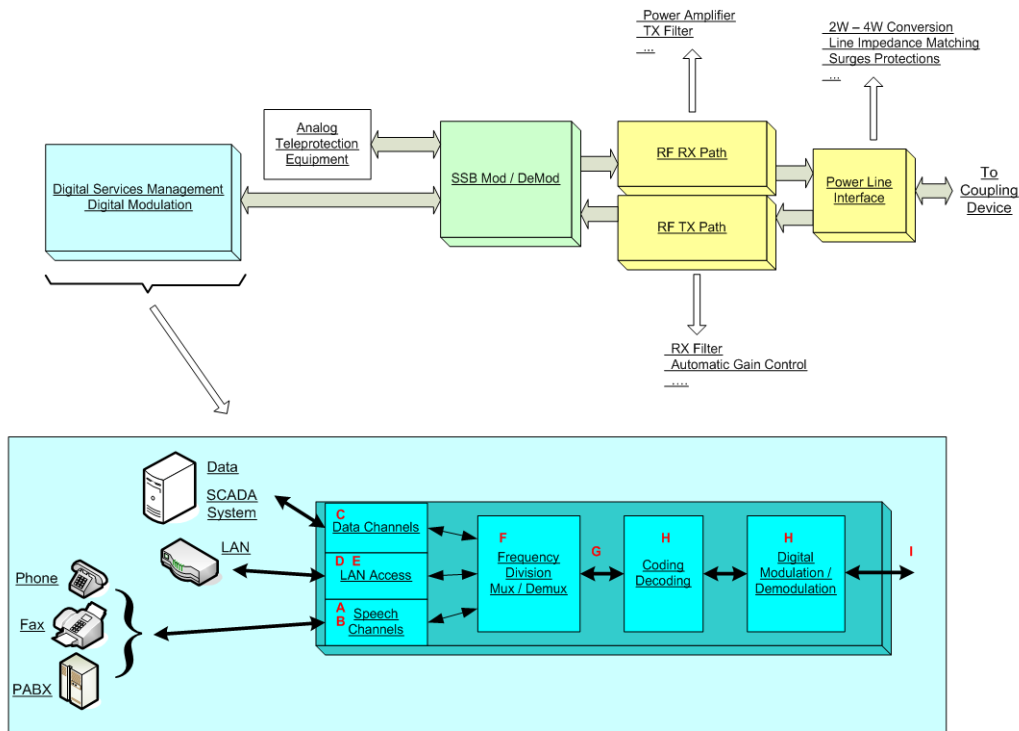 Power Amplifier
TX Filter
...
2W – 4W Conversion
Line Impedance Matching
Surges Protections
...
Analog
Teleprotection
Equipment
Digital Services Management
Digital Modulation
SSB Mod / DeMod
RF RX Path
RF TX Path
Power Line
Interface
To
Coupling
Device
RX Filter
Automatic Gain Control
....
Data
SCADA
System
LAN
Phone
Fax
PABX
C
Data Channels
D E
LAN Access
A
B
Speech
Channels
F
Frequency
Division
Mux / Demux
G
H
Coding
Decoding
H
Digital
Modulation /
Demodulation
I